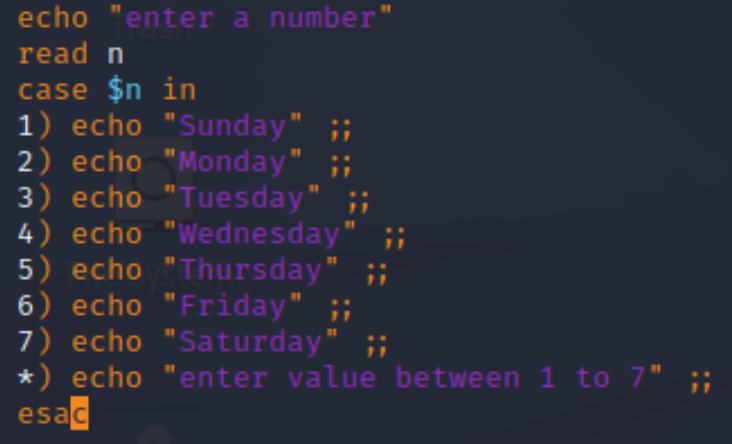 echo "enter a number"
read n
case $n in
1) echo "Sunday" ;;
2) echo "Monday" ;;
3) echo "Tuesday" ;;
4) echo "Wednesday" ;;
5) echo "Thursday" ;;
6) echo "Friday" ;;
7) echo "Saturday" ;;
*) echo "enter value between 1 to 7" ;;
esac